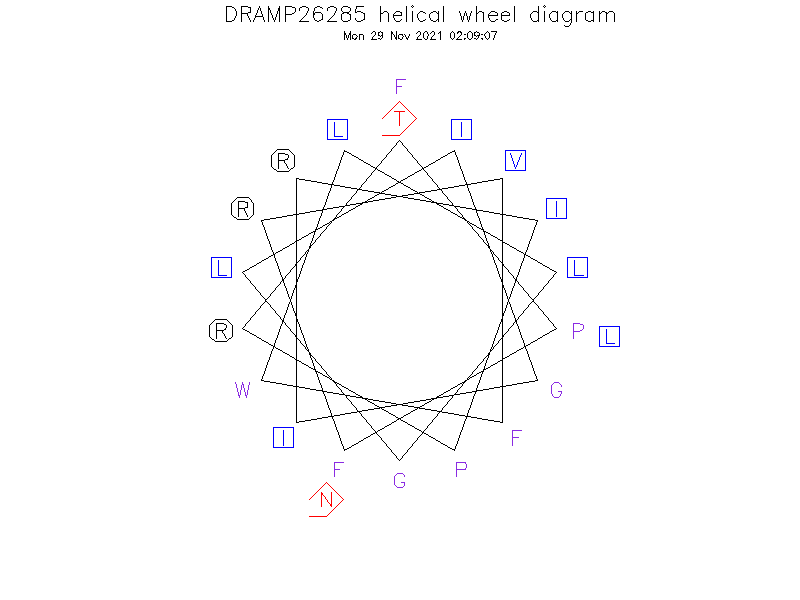 DRAMP26285 helical wheel diagram
Mon 29 Nov 2021 02:09:07
F
T
L I
R V
R I
L L
R P L
W G
I F
F G P
N